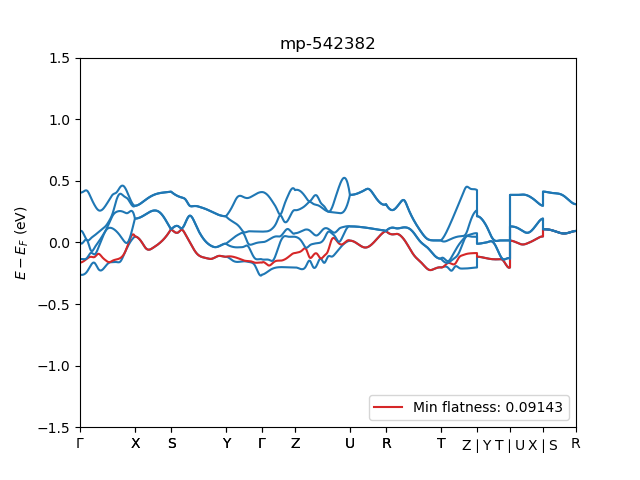 mp-542382
E − E_F (eV)
1.5
1.0
0.5
0.0
−0.5
−1.0
−1.5
Min flatness: 0.09143
Γ X S Y Γ Z U R T Z | Y T | U X | S R